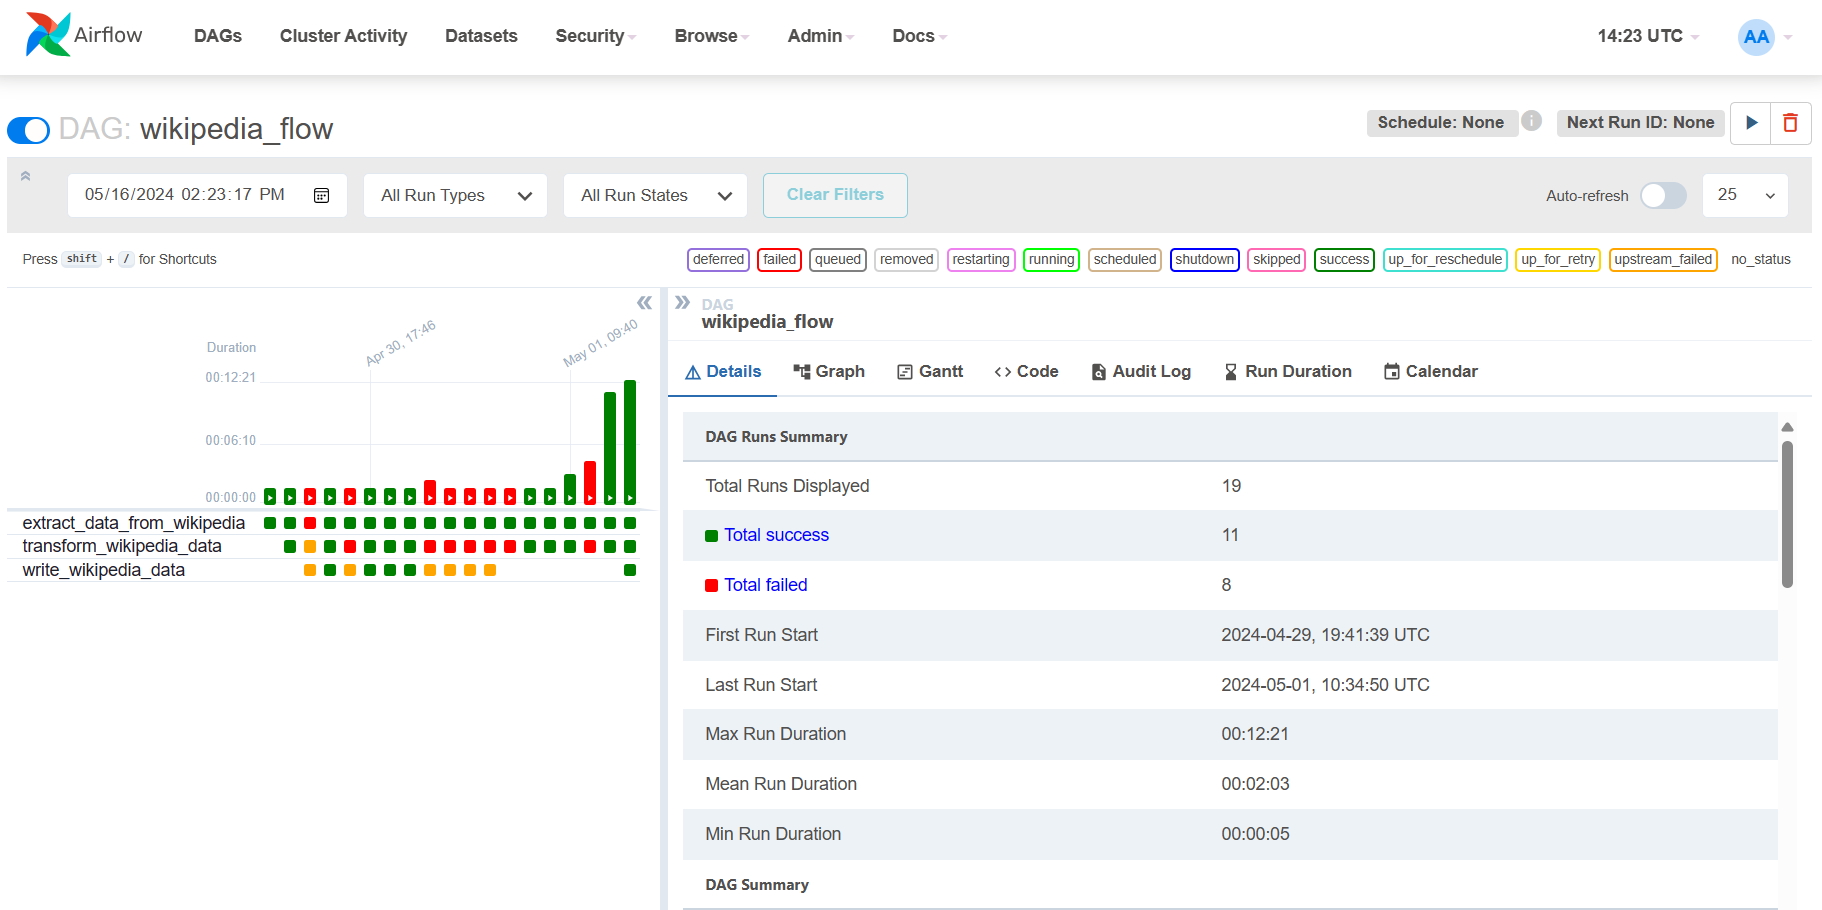 Airflow
DAGs Cluster Activity Datasets Security Browse Admin Docs 14:23 UTC AA
DAG: wikipedia_flow
Schedule: None i Next Run ID: None
05/16/2024 02:23:17 PM All Run Types All Run States Clear Filters Auto-refresh 25
Press shift + / for Shortcuts
deferred failed queued removed restarting running scheduled shutdown skipped success up_for_reschedule up_for_retry upstream_failed no_status
Duration
Apr 30, 17:46
May 01, 09:40
00:12:21
00:06:10
00:00:00
extract_data_from_wikipedia
transform_wikipedia_data
write_wikipedia_data
DAG
wikipedia_flow
Details Graph Gantt Code Audit Log Run Duration Calendar
DAG Runs Summary
Total Runs Displayed 19
Total success 11
Total failed 8
First Run Start 2024-04-29, 19:41:39 UTC
Last Run Start 2024-05-01, 10:34:50 UTC
Max Run Duration 00:12:21
Mean Run Duration 00:02:03
Min Run Duration 00:00:05
DAG Summary